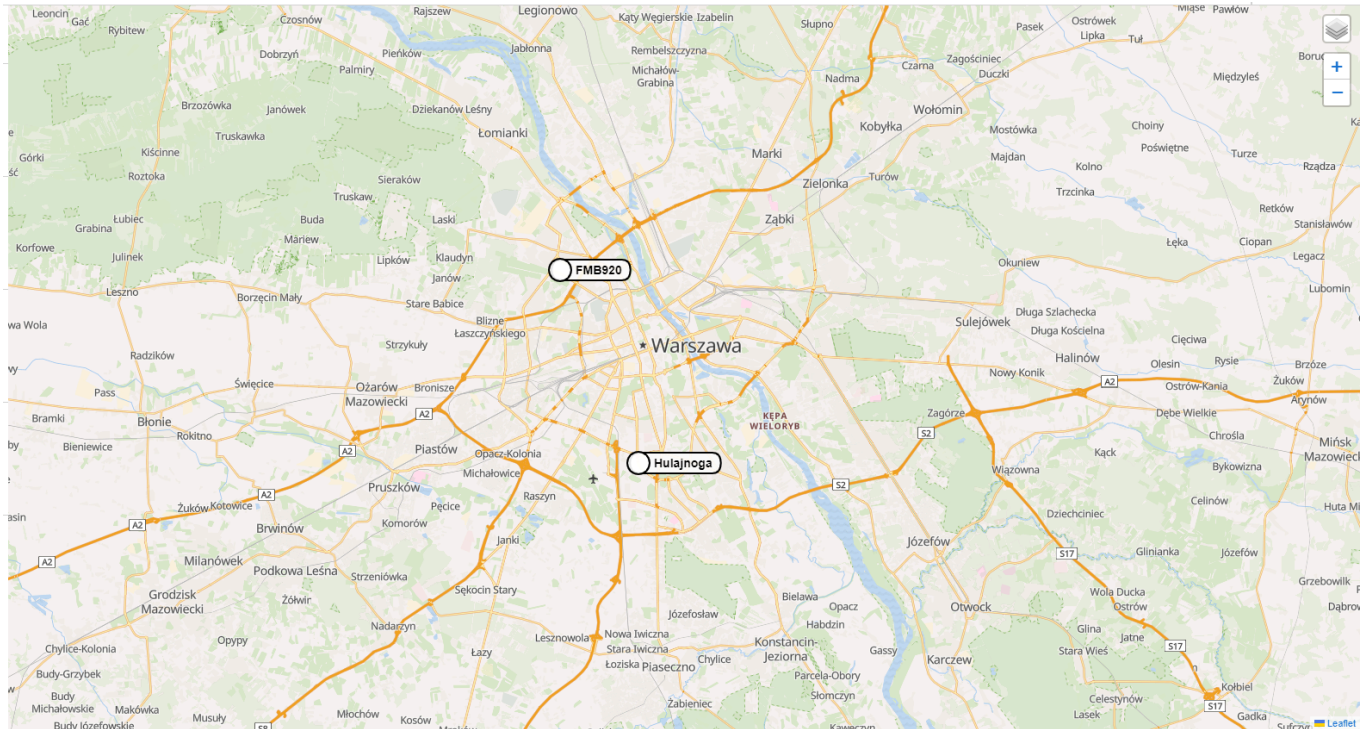 Leoncin
Gać
Rybitew
Czosnów
Rajszew
Legionowo
Kąty Węgierskie
Izabelin
Słupno
Pasek
Ostrówek
Lipka
Tuł
Miąse
Pawłów
Dobrzyń
Pieńków
Jabłonna
Rembelszczyzna
Zagościniec
Duczki
Czarna
Palmiry
Michałów-
Grabina
Nadma
Międzyleś
Brzozówka
Janówek
Dziekanów Leśny
Wołomin
Truskawka
Łomianki
Kobyłka
Mostówka
Choiny
Górki
Kiścinne
Marki
Majdan
Poświętne
Turze
Roztoka
Sieraków
Zielonka
Turów
Kolno
Rządza
Truskaw
Trzcinka
Łubiec
Buda
Laski
Ząbki
Retków
Grabina
Stanisławów
Korfowe
Mariew
Łęka
Ciopan
Julinek
Lipków
Klaudyn
Legacz
FMB920
Okuniew
Janów
Leszno
Borzęcin Mały
Stare Babice
Lubomin
wa Wola
Blizne
Łaszczyńskiego
Sulejówek
Długa Szlachecka
Długa Kościelna
Strzykuły
Warszawa
Cięciwa
Radzików
Halinów
Olesin
Rysie
Brzóze
Święcice
Ożarów
Mazowiecki
Bronisze
Nowy Konik
A2
Ostrów-Kania
Żuków
Pass
Arynów
Bramki
Błonie
A2
KĘPA
WIELORYB
Zagórze
Dębe Wielkie
Rokitno
S2
Chrośla
Mińsk
Mazowiecki
Bieniewice
A2
Piastów
Opacz-Kolonia
Kąck
Hulajnoga
Michałowice
Wiązowna
Bykowizna
Pruszków
S2
A2
Raszyn
Żuków
Kotowice
Pęcice
Celinów
Huta Mi
asin
A2
Brwinów
Komorów
Dziechciniec
Janki
Józefów
Glinianka
Józefów
A2
Milanówek
S17
Podkowa Leśna
Strzeniówka
Grzebowilk
Grodzisk
Mazowiecki
Żółwin
Sękocin Stary
Bielawa
Wola Ducka
Ostrów
Józefosław
Opacz
Otwock
Habdzin
Nadarzyn
Glina
Opypy
Lesznowola
Nowa Iwiczna
Konstancin-
Jeziorna
Jatne
Chylice-Kolonia
Stara Iwiczna
Gassy
Stara Wieś
S17
Łazy
Łoziska
Piaseczno
Chylice
Karczew
Budy-Grzybek
Parcela-Obory
Kołbiel
Budy
Michałowskie
Słomczyn
Celestynów
Makówka
Musuły
Młochów
Kosów
Żabieniec
S17
Lasek
Gadka
Budy Józefowskie
S8
Kawęczyn
Leaflet